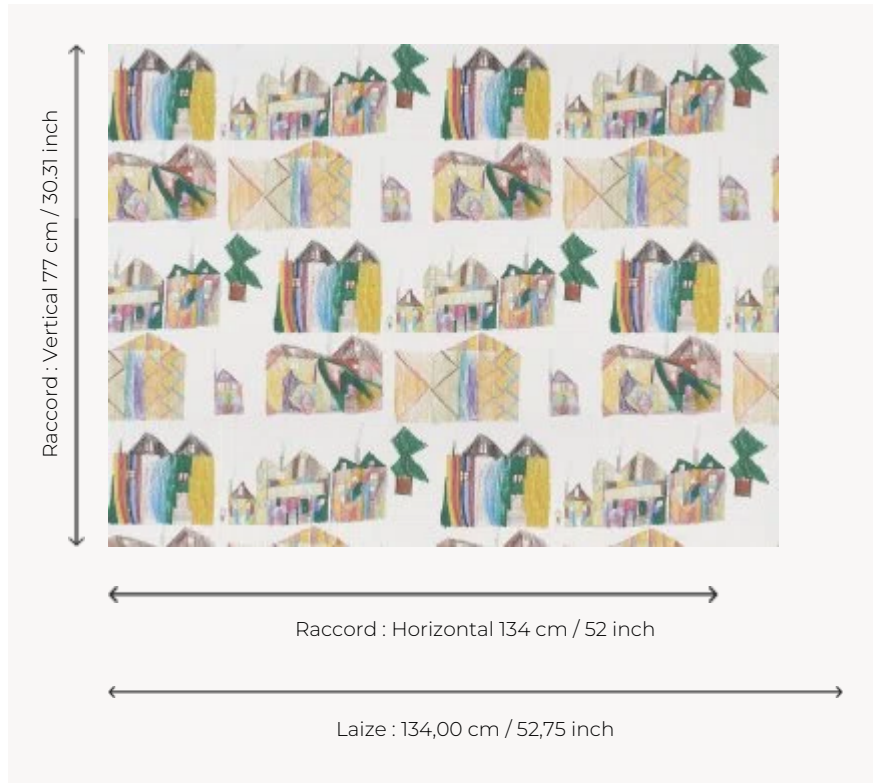 Raccord : Vertical 77 cm / 30.31 inch
Raccord : Horizontal 134 cm / 52 inch
Laize : 134,00 cm / 52,75 inch